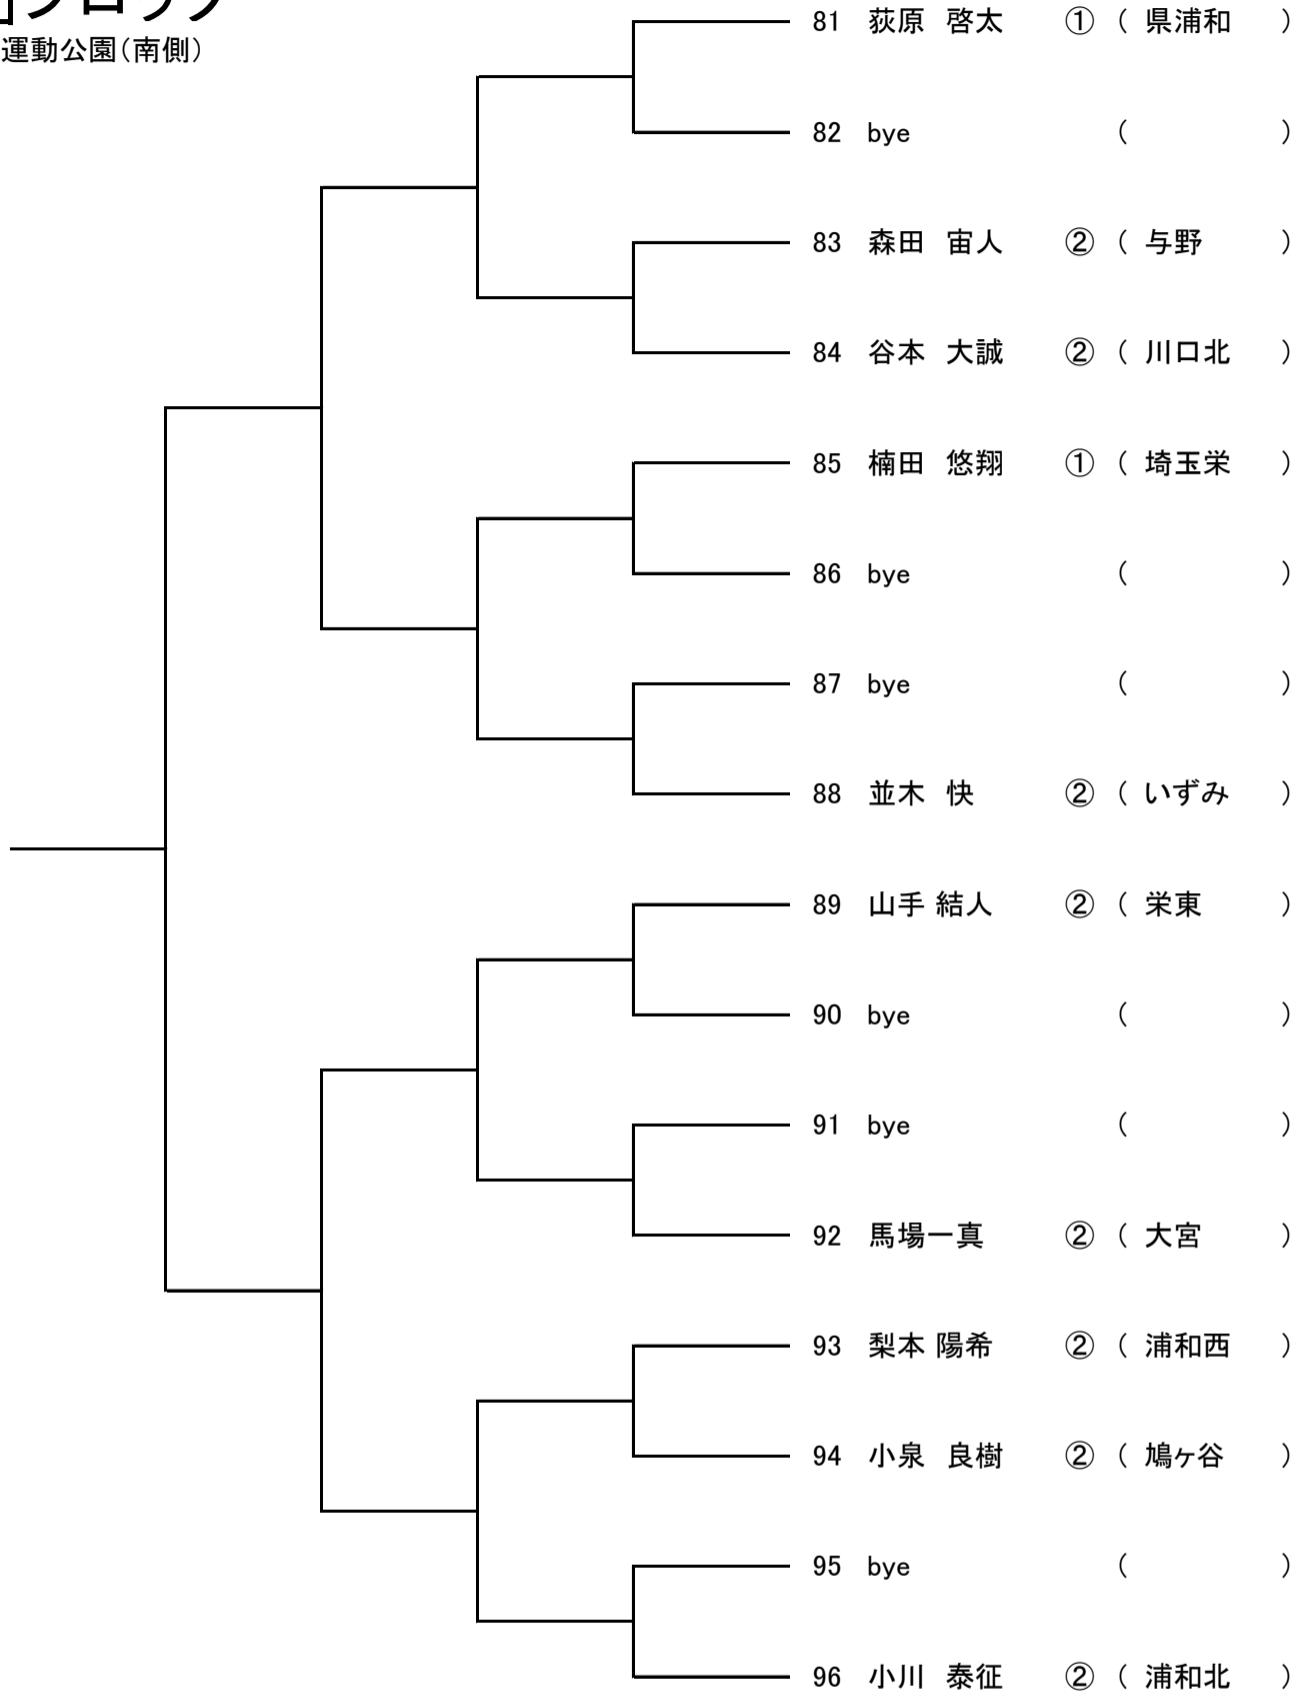 ブロック
運動公園(南側)
81 荻原 啓太 ① ( 県浦和 )
82 bye ( )
83 森田 宙人 ② ( 与野 )
84 谷本 大誠 ② ( 川口北 )
85 楠田 悠翔 ① ( 埼玉栄 )
86 bye ( )
87 bye ( )
88 並木 快 ② ( いずみ )
89 山手 結人 ② ( 栄東 )
90 bye ( )
91 bye ( )
92 馬場一真 ② ( 大宮 )
93 梨本 陽希 ② ( 浦和西 )
94 小泉 良樹 ② ( 鳩ヶ谷 )
95 bye ( )
96 小川 泰征 ② ( 浦和北 )